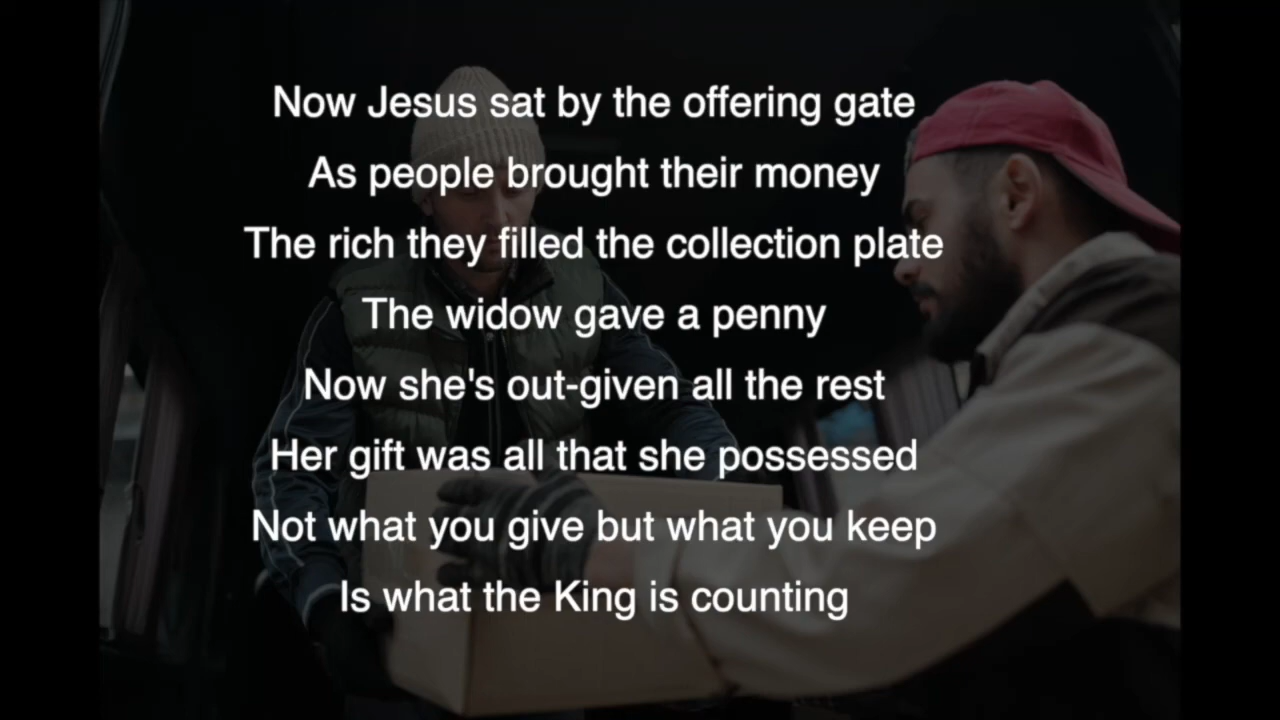 Now Jesus sat by the offering gate
As people brought their money
The rich they filled the collection plate
The widow gave a penny
Now she's out-given all the rest
Her gift was all that she possessed
Not what you give but what you keep
Is what the King is counting